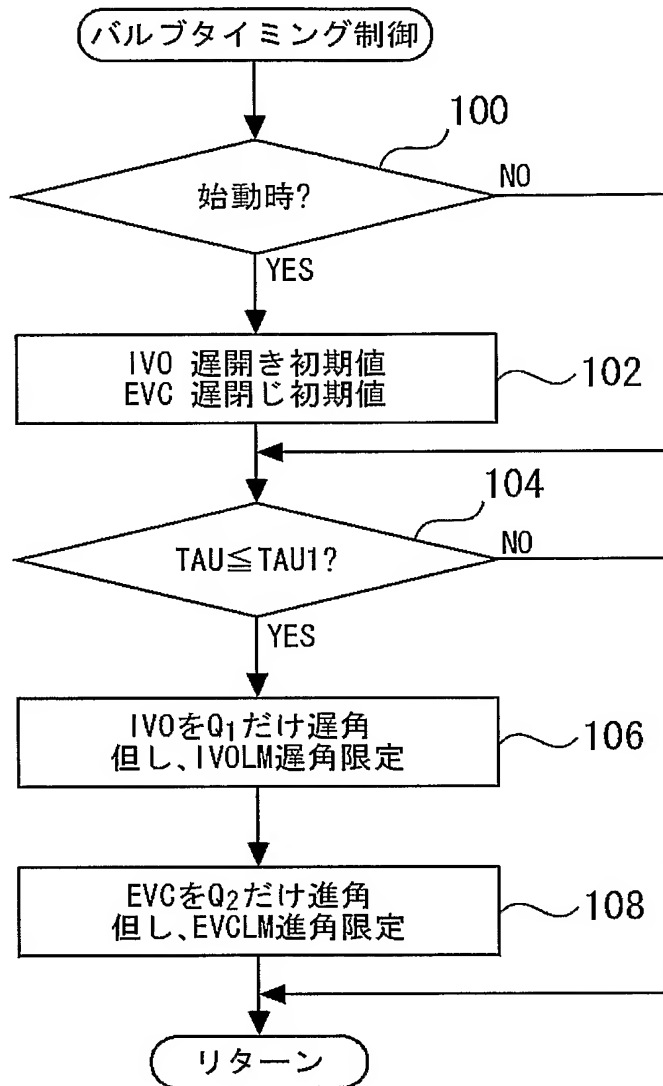 バルブタイミング制御
100
始動時?
NO
YES
IVO 遅開き初期値
EVC 遅閉じ初期値
102
104
TAU≦TAU1?
NO
YES
IVOをQ1だけ遅角
但し、IVOLM遅角限定
106
EVCをQ2だけ進角
但し、EVCLM進角限定
108
リターン